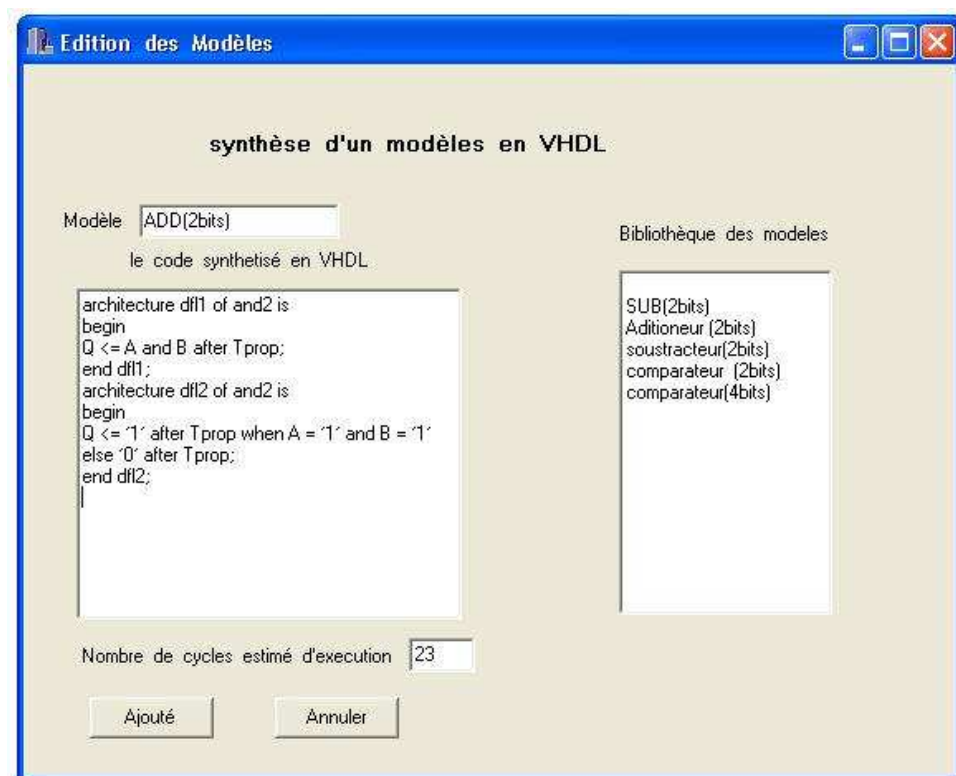 Edition des Modèles
synthèse d'un modèles en VHDL
Modèle ADD(2bits)
le code synthetisé en VHDL
architecture dfl1 of and2 is
begin
Q <= A and B after Tprop;
end dfl1;
architecture dfl2 of and2 is
begin
Q <= '1' after Tprop when A = '1' and B = '1'
else '0' after Tprop;
end dfl2;
Nombre de cycles estimé d'execution 23
Ajouté
Annuler
Bibliothèque des modeles
SUB(2bits)
Aditioneur (2bits)
soustracteur(2bits)
comparateur (2bits)
comparateur(4bits)